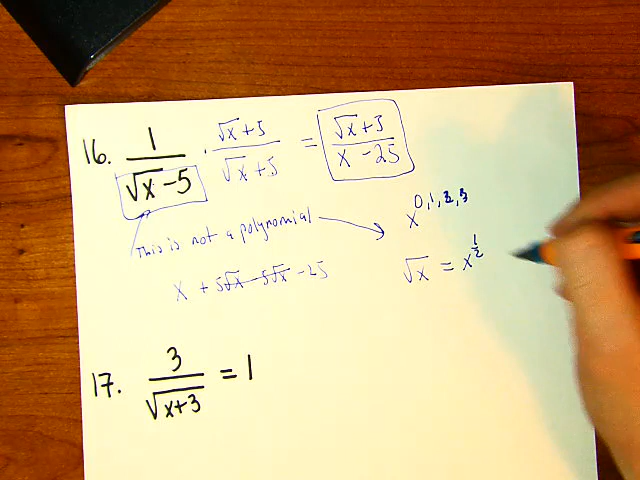 16. 1/(√x - 5) · (√x + 5)/(√x + 5) = (√x + 3)/(x - 25)
This is not a polynomial
x^0,1,2,3
x + 5√x - 5√x - 25
√x = x^1/2
17. 3/√(x+3) = 1